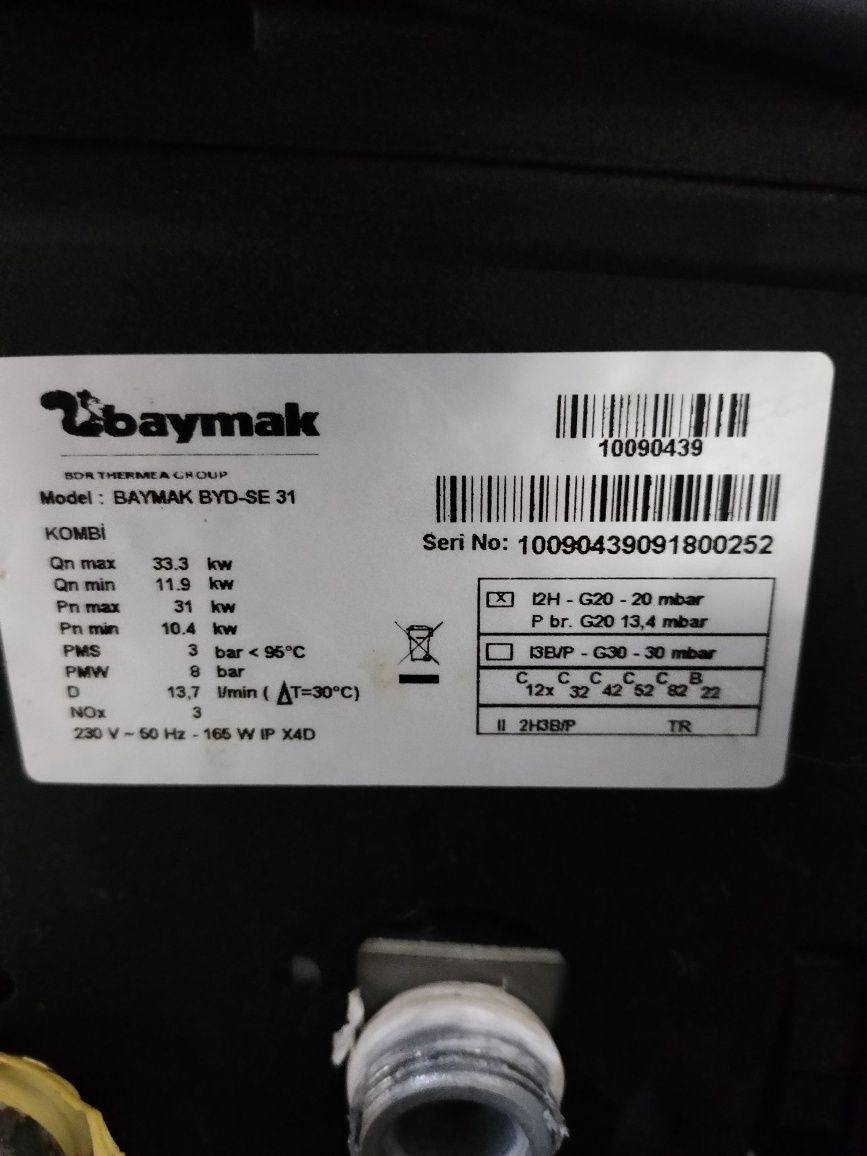 baymak
BDR THERMEA GROUP
Model : BAYMAK BYD-SE 31
KOMBİ
Qn max 33.3 kw
Qn min 11.9 kw
Pn max 31 kw
Pn min 10.4 kw
PMS 3 bar < 95°C
PMW 8 bar
D 13,7 l/min ( ΔT=30°C)
NOx 3
230 V ~ 50 Hz - 165 W IP X4D
10090439
Seri No: 10090439091800252
X I2H - G20 - 20 mbar
P br. G20 13,4 mbar
I3B/P - G30 - 30 mbar
C12x C32 C42 C52 C82 B22
II 2H3B/P TR